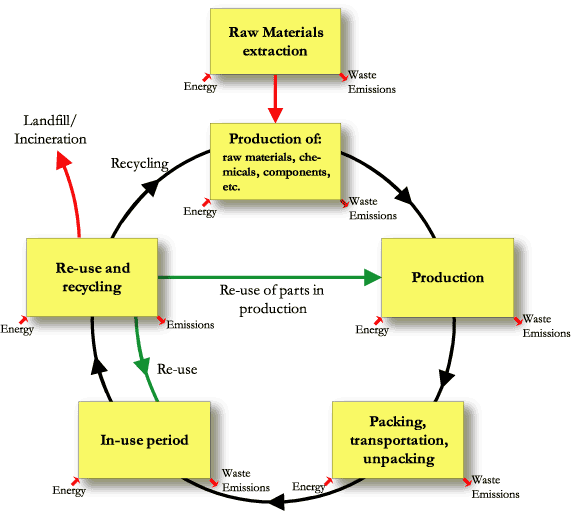 Raw Materials
extraction
Energy
Waste
Emissions
Landfill/
Incineration
Recycling
Production of:
raw materials, che-
micals, components,
etc.
Energy
Waste
Emissions
Re-use and
recycling
Energy
Emissions
Re-use of parts in
production
Production
Energy
Waste
Emissions
Re-use
In-use period
Energy
Waste
Emissions
Packing,
transportation,
unpacking
Energy
Waste
Emissions